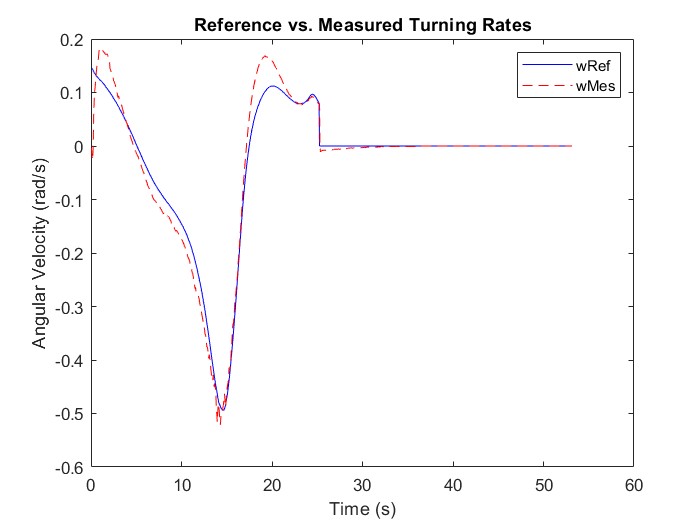 Reference vs. Measured Turning Rates
wRef
wMes
0.2
0.1
0
-0.1
-0.2
-0.3
-0.4
-0.5
-0.6
Angular Velocity (rad/s)
0 10 20 30 40 50 60
Time (s)